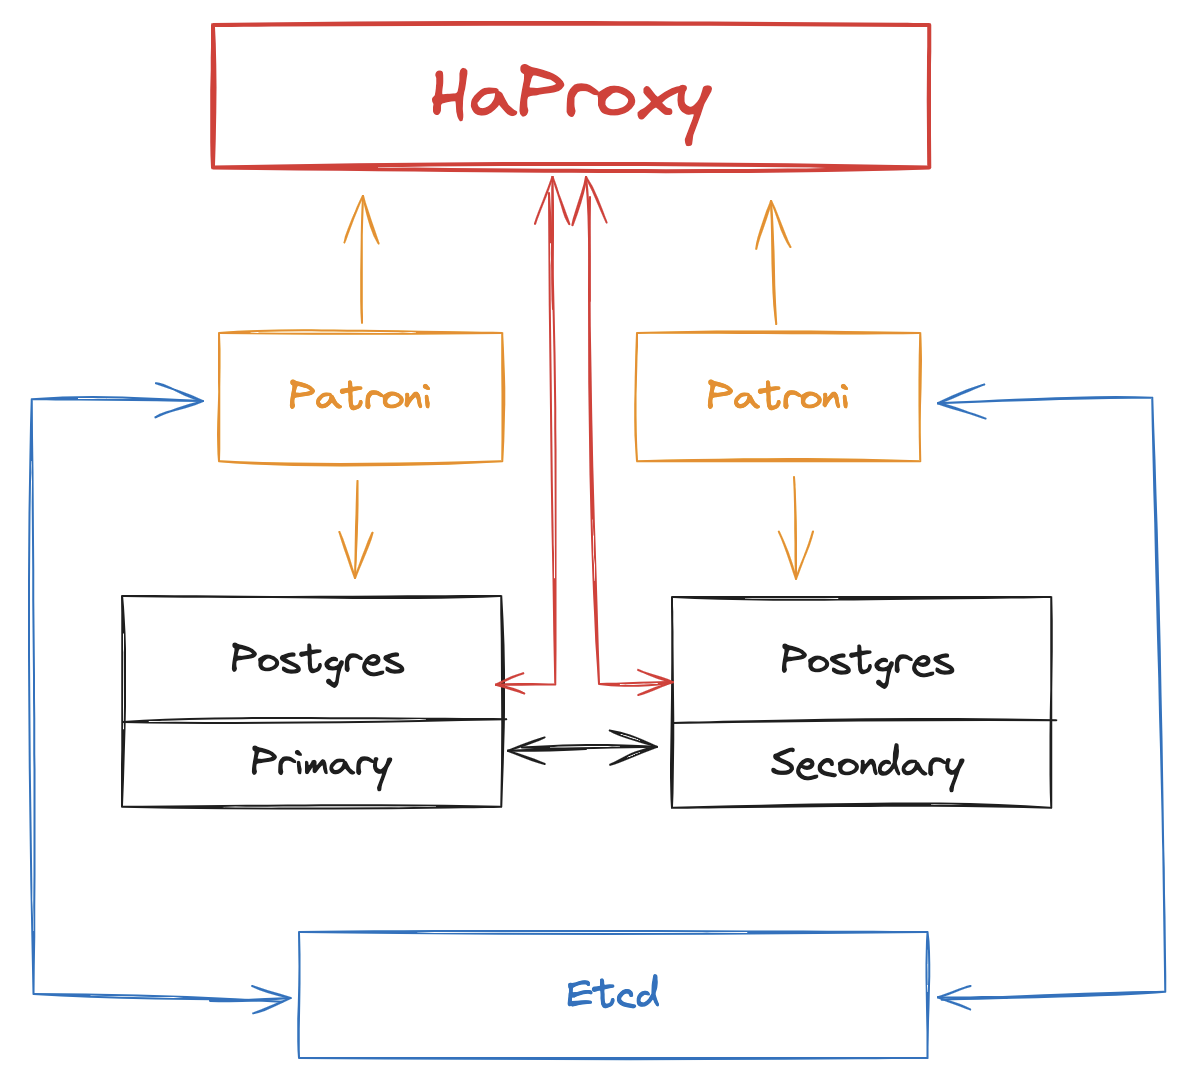 HaProxy
Patroni
Patroni
Postgres
Primary
Postgres
Secondary
Etcd